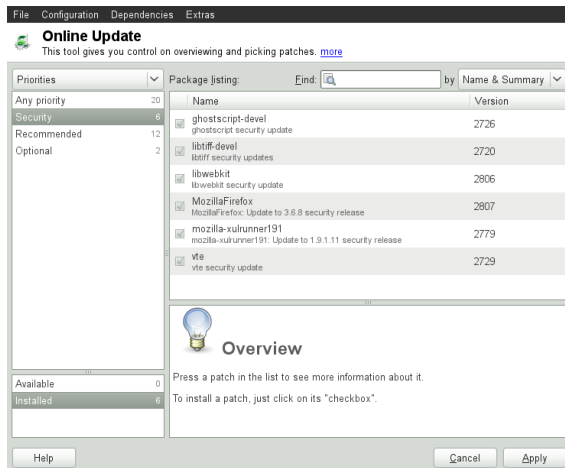 File Configuration Dependencies Extras
Online Update
This tool gives you control on overviewing and picking patches. more
Priorities
Any priority 20
Security 6
Recommended 12
Optional 2
Available 0
Installed 6
Package listing: Find: by Name & Summary
Name Version
ghostscript-devel 2726
ghostscript security update
libtiff-devel 2720
libtiff security updates
libwebkit 2806
libwebkit security update
MozillaFirefox 2807
MozillaFirefox: Update to 3.6.8 security release
mozilla-xulrunner191 2779
mozilla-xulrunner191: Update to 1.9.1.11 security release
vte 2729
vte security update
Overview
Press a patch in the list to see more information about it.
To install a patch, just click on its "checkbox".
Help Cancel Apply